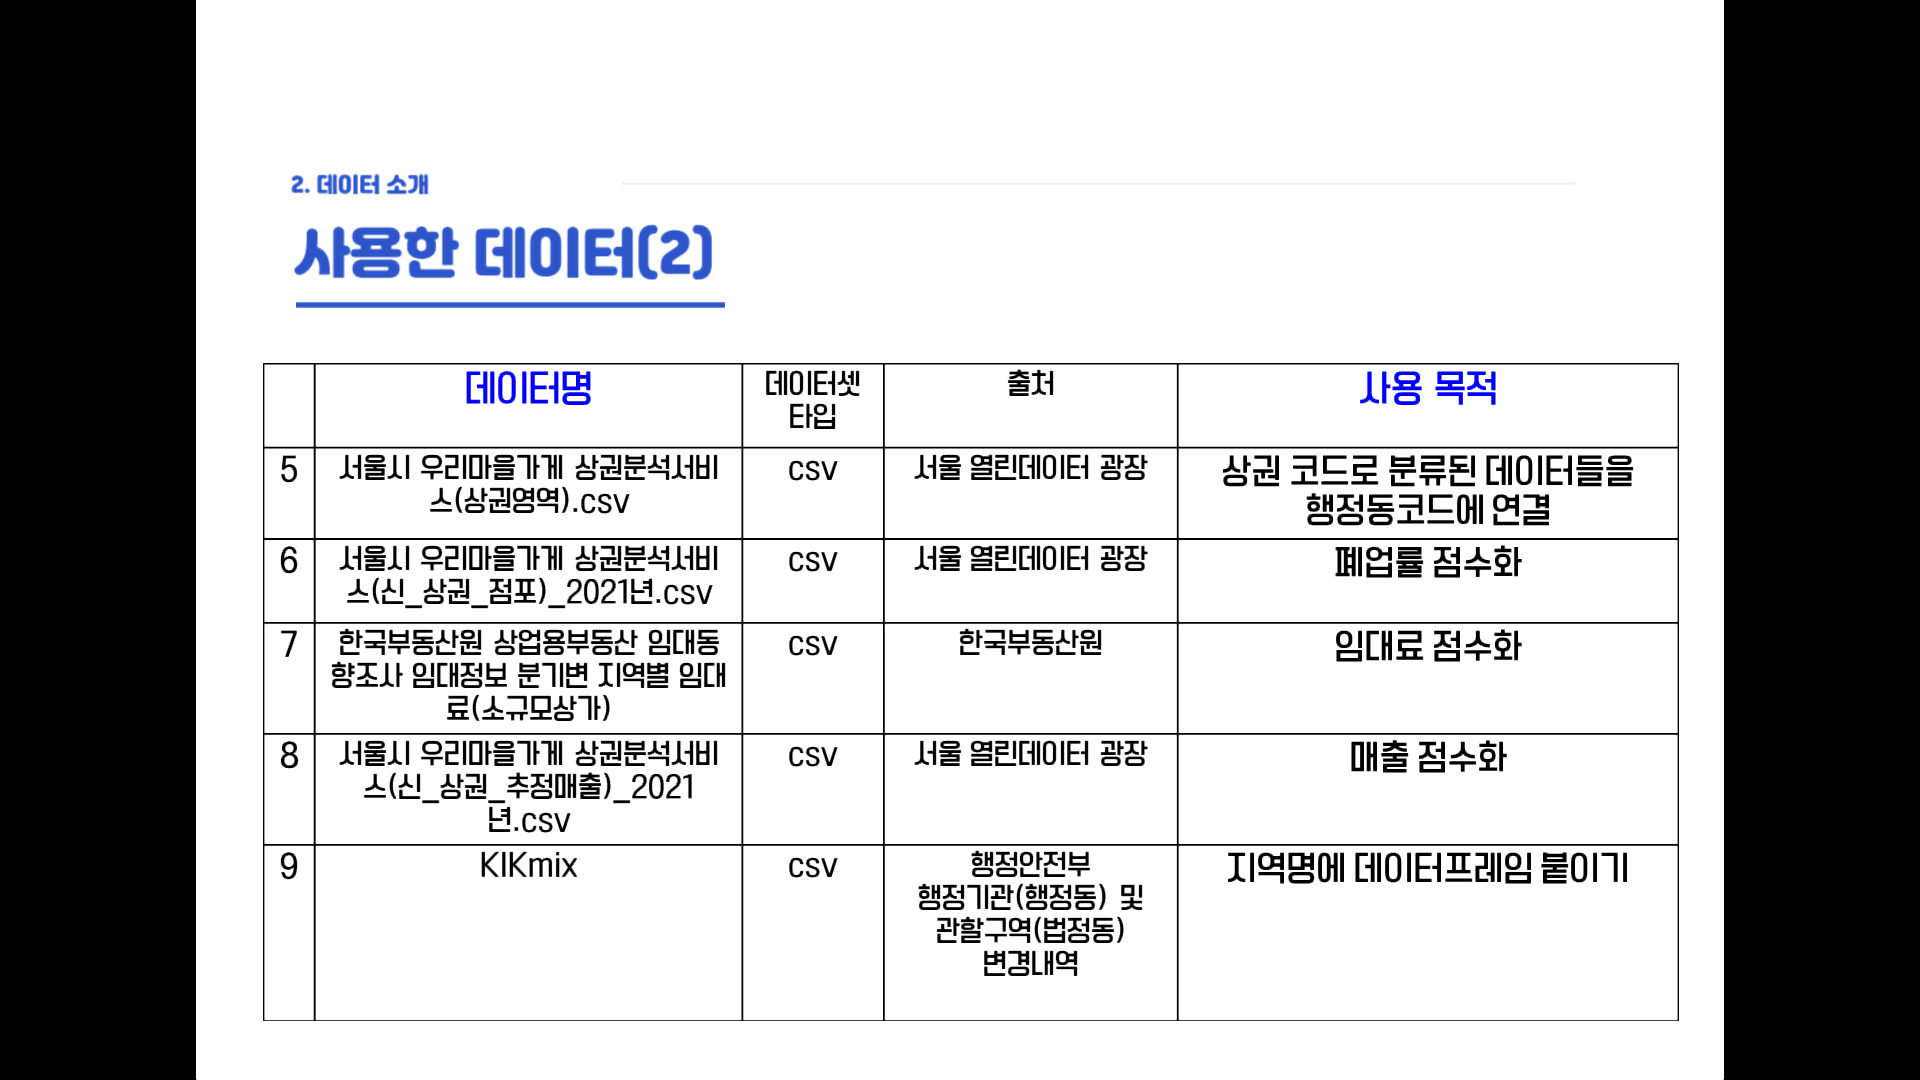 2. 데이터 소개
사용한 데이터(2)
데이터명
데이터셋
타입
출처
사용 목적
5
서울시 우리마을가게 상권분석서비
스(상권영역).csv
csv
서울 열린데이터 광장
상권 코드로 분류된 데이터들을
행정동코드에 연결
6
서울시 우리마을가게 상권분석서비
스(신_상권_점포)_2021년.csv
csv
서울 열린데이터 광장
폐업률 점수화
7
한국부동산원 상업용부동산 임대동
향조사 임대정보 분기변 지역별 임대
료(소규모상가)
csv
한국부동산원
임대료 점수화
8
서울시 우리마을가게 상권분석서비
스(신_상권_추정매출)_2021
년.csv
csv
서울 열린데이터 광장
매출 점수화
9
KIKmix
csv
행정안전부
행정기관(행정동) 및
관할구역(법정동)
변경내역
지역명에 데이터프레임 붙이기